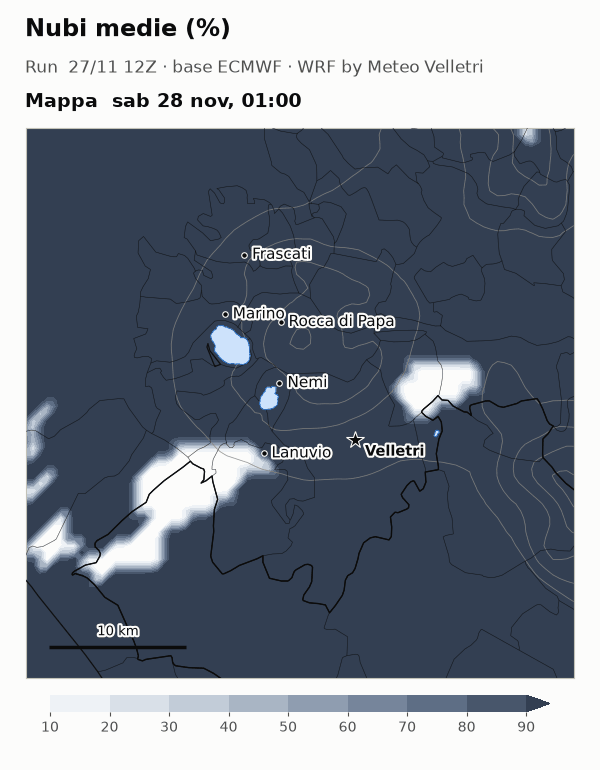 Nubi medie (%)
Run  27/11 12Z · base ECMWF · WRF by Meteo Velletri
Mappa  sab 28 nov, 01:00
Frascati
Marino
Rocca di Papa
Nemi
Velletri
Lanuvio
10 km
10 20 30 40 50 60 70 80 90